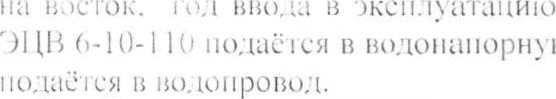 на восток. год ввода в эксплуатацию
ЭЦВ 6-10-110 подаётся в водонапорну
подаётся в водопровод.